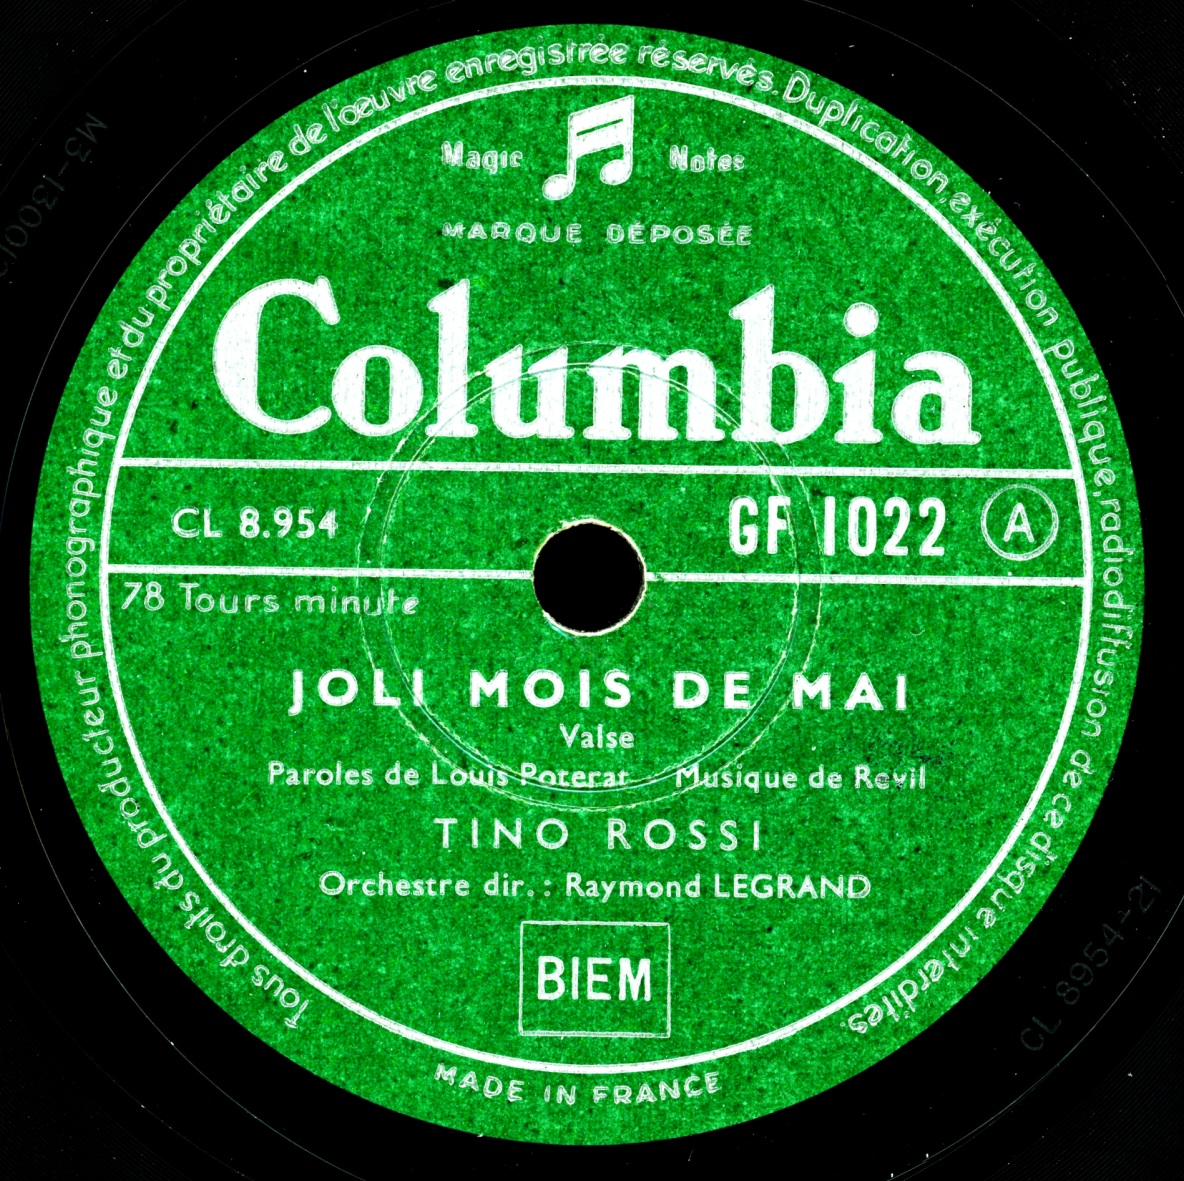 Tous droits du producteur phonographique et du propriétaire de l'œuvre enregistrée réservés. Duplication, exécution publique, radiodiffusion de ce disque interdites.
Magic Notes
MARQUE DÉPOSÉE
Columbia
CL 8.954 GF 1022 A
78 Tours minute
JOLI MOIS DE MAI
Valse
Paroles de Louis Poterat Musique de Revil
TINO ROSSI
Orchestre dir. : Raymond LEGRAND
BIEM
MADE IN FRANCE
CL 8954-21